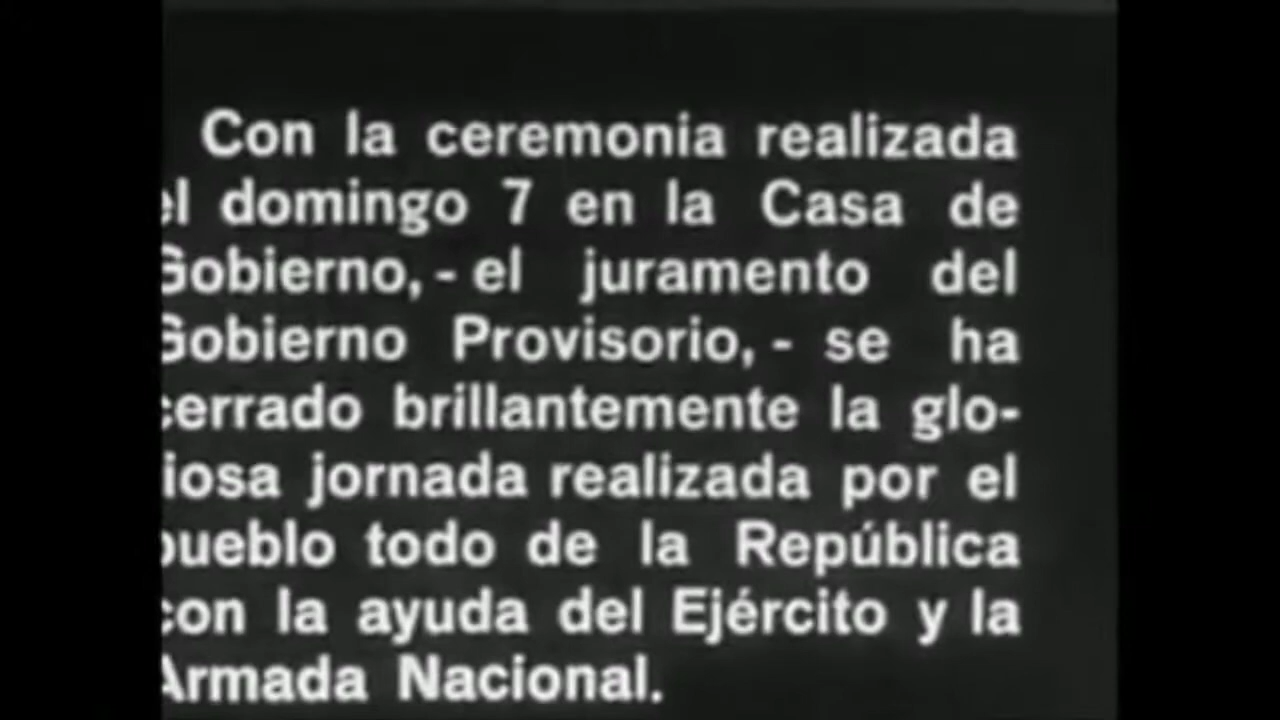 Con la ceremonia realizada
el domingo 7 en la Casa de
Gobierno, - el juramento del
Gobierno Provisorio, - se ha
cerrado brillantemente la glo-
riosa jornada realizada por el
pueblo todo de la República
con la ayuda del Ejército y la
Armada Nacional.